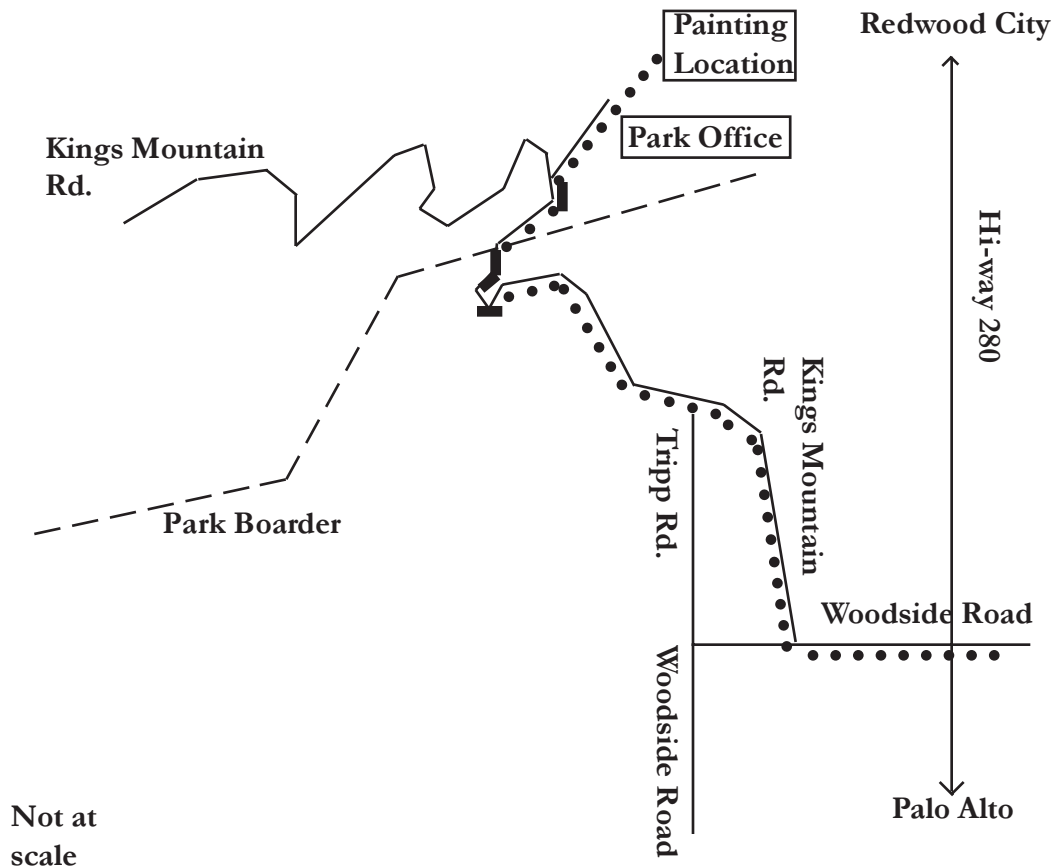 Painting
Location
Redwood City
Park Office
Kings Mountain
Rd.
Hi-way 280
Kings Mountain
Rd.
Tripp Rd.
Park Boarder
Woodside Road
Woodside Road
Palo Alto
Not at
scale